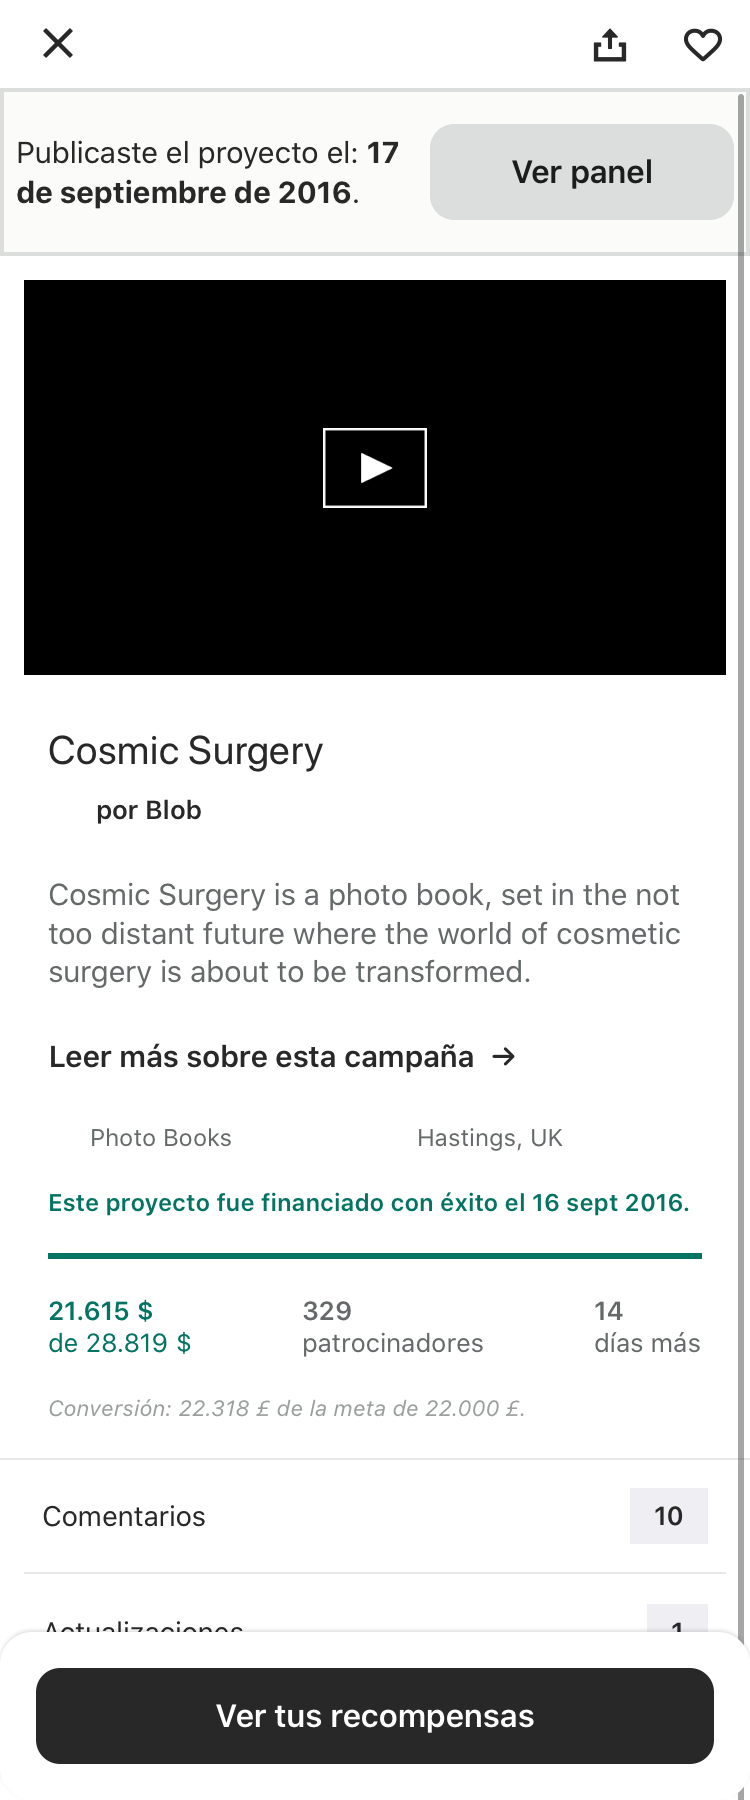 Publicaste el proyecto el: 17
de septiembre de 2016.
Ver panel
Cosmic Surgery
por Blob
Cosmic Surgery is a photo book, set in the not
too distant future where the world of cosmetic
surgery is about to be transformed.
Leer más sobre esta campaña →
Photo Books
Hastings, UK
Este proyecto fue financiado con éxito el 16 sept 2016.
21.615 $
de 28.819 $
329
patrocinadores
14
días más
Conversión: 22.318 £ de la meta de 22.000 £.
Comentarios
10
Actualizaciones
1
Ver tus recompensas